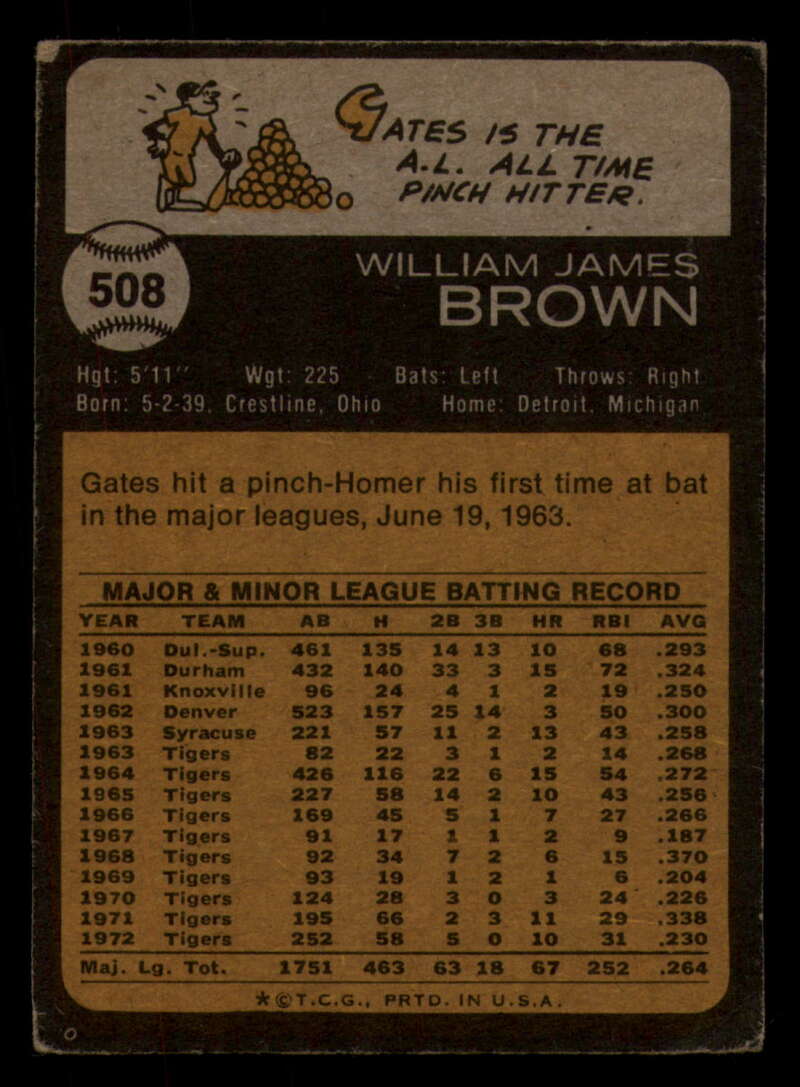 GATES IS THE
A.L. ALL TIME
PINCH HITTER.
508
WILLIAM JAMES
BROWN
Hgt: 5'11" Wgt: 225 Bats: Left Throws: Right
Born: 5-2-39, Crestline, Ohio Home: Detroit, Michigan
Gates hit a pinch-Homer his first time at bat
in the major leagues, June 19, 1963.
MAJOR & MINOR LEAGUE BATTING RECORD
YEAR TEAM AB H 2B 3B HR RBI AVG
1960 Dul.-Sup. 461 135 14 13 10 68 .293
1961 Durham 432 140 33 3 15 72 .324
1961 Knoxville 96 24 4 1 2 19 .250
1962 Denver 523 157 25 14 3 50 .300
1963 Syracuse 221 57 11 2 13 43 .258
1963 Tigers 82 22 3 1 2 14 .268
1964 Tigers 426 116 22 6 15 54 .272
1965 Tigers 227 58 14 2 10 43 .256
1966 Tigers 169 45 5 1 7 27 .266
1967 Tigers 91 17 1 1 2 9 .187
1968 Tigers 92 34 7 2 6 15 .370
1969 Tigers 93 19 1 2 1 6 .204
1970 Tigers 124 28 3 0 3 24 .226
1971 Tigers 195 66 2 3 11 29 .338
1972 Tigers 252 58 5 0 10 31 .230
Maj. Lg. Tot. 1751 463 63 18 67 252 .264
*©T.C.G., PRTD. IN U.S.A.